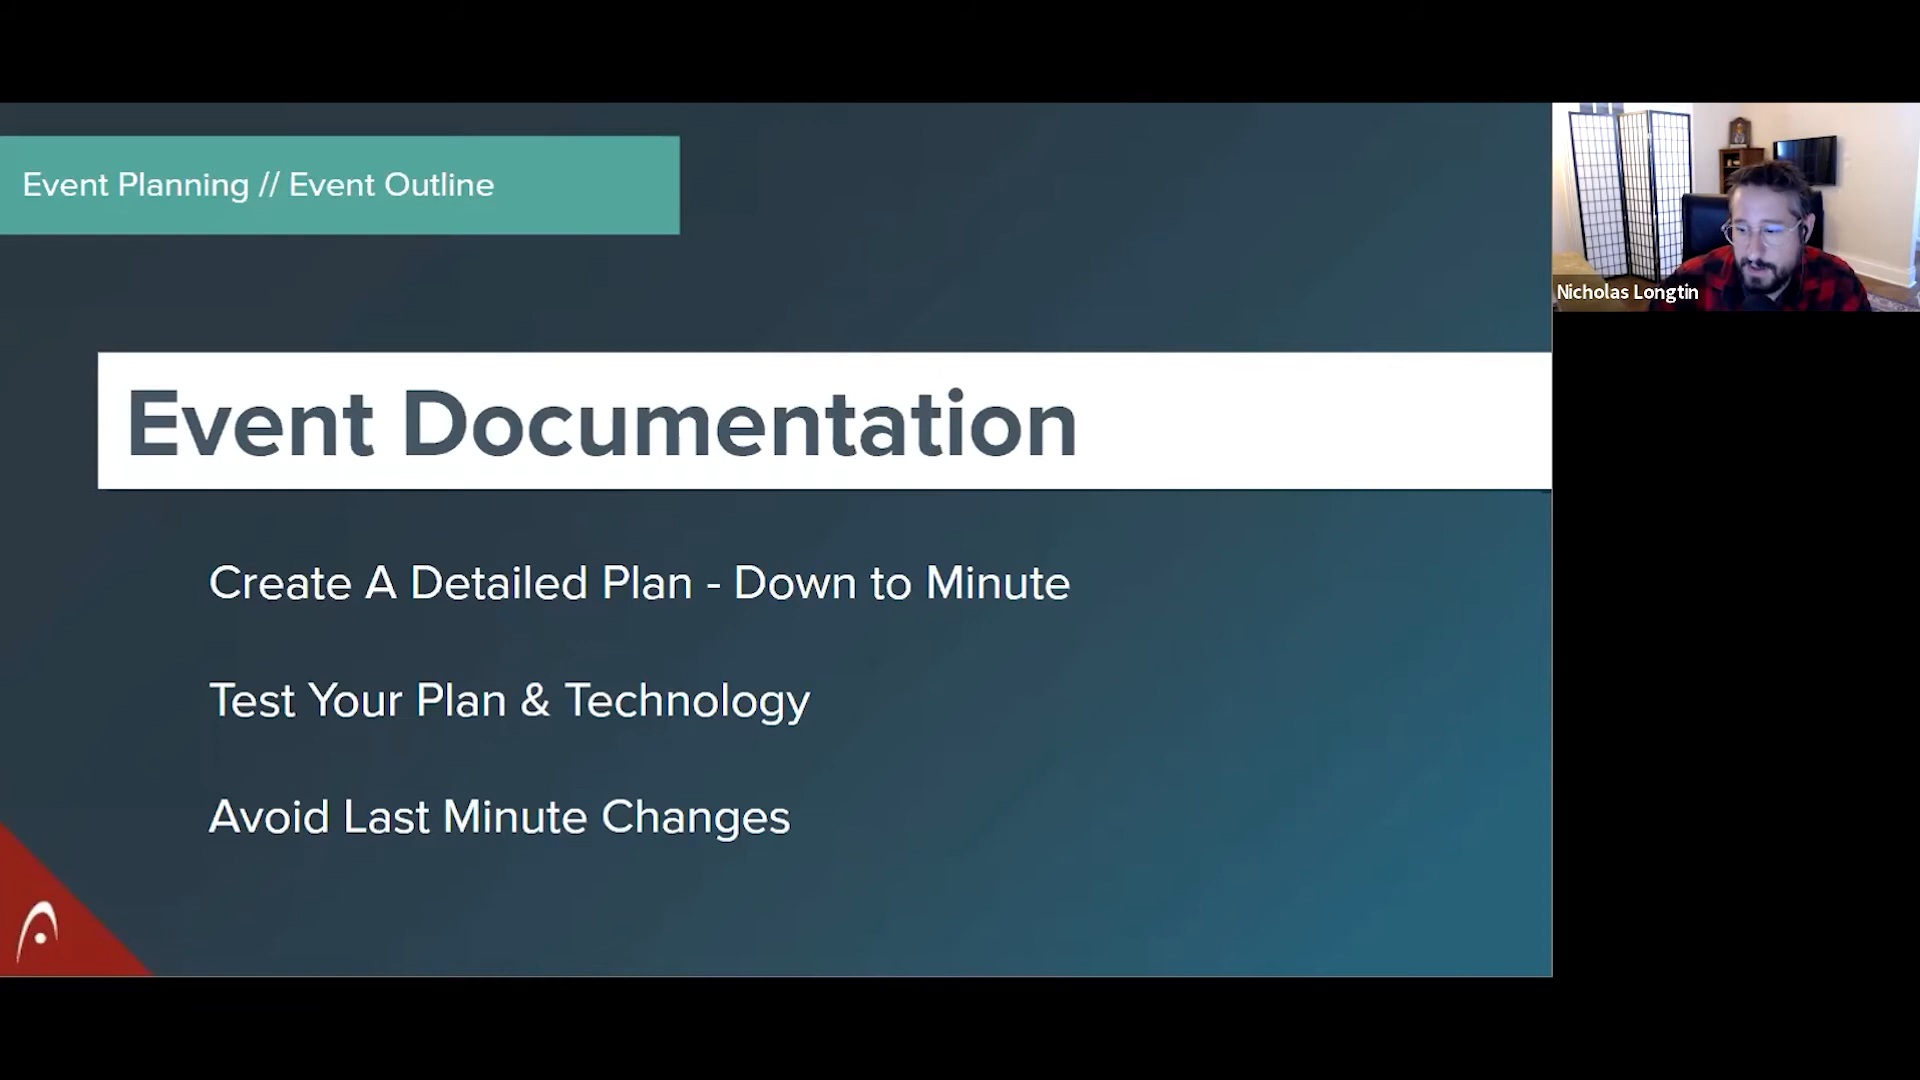 Event Planning // Event Outline
Nicholas Longtin
Event Documentation
Create A Detailed Plan - Down to Minute
Test Your Plan & Technology
Avoid Last Minute Changes